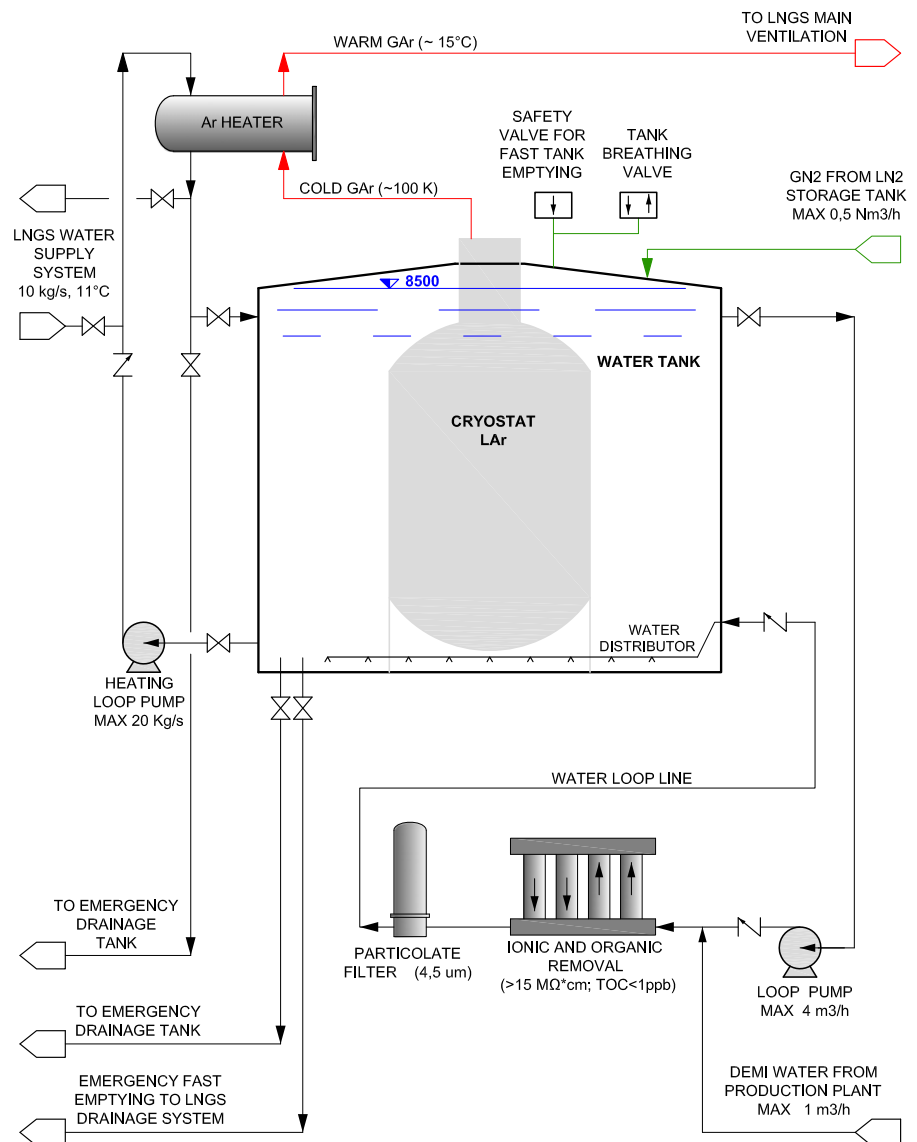 TO LNGS MAIN
VENTILATION
WARM GAr (~ 15°C)
Ar HEATER
SAFETY
VALVE FOR
FAST TANK
EMPTYING
TANK
BREATHING
VALVE
COLD GAr (~100 K)
GN2 FROM LN2
STORAGE TANK
MAX 0,5 Nm3/h
LNGS WATER
SUPPLY
SYSTEM
10 kg/s, 11°C
8500
WATER TANK
CRYOSTAT
LAr
WATER
DISTRIBUTOR
HEATING
LOOP PUMP
MAX 20 Kg/s
WATER LOOP LINE
TO EMERGENCY
DRAINAGE
TANK
PARTICOLATE
FILTER (4,5 um)
IONIC AND ORGANIC
REMOVAL
(>15 MΩ*cm; TOC<1ppb)
LOOP PUMP
MAX 4 m3/h
TO EMERGENCY
DRAINAGE TANK
EMERGENCY FAST
EMPTYING TO LNGS
DRAINAGE SYSTEM
DEMI WATER FROM
PRODUCTION PLANT
MAX 1 m3/h